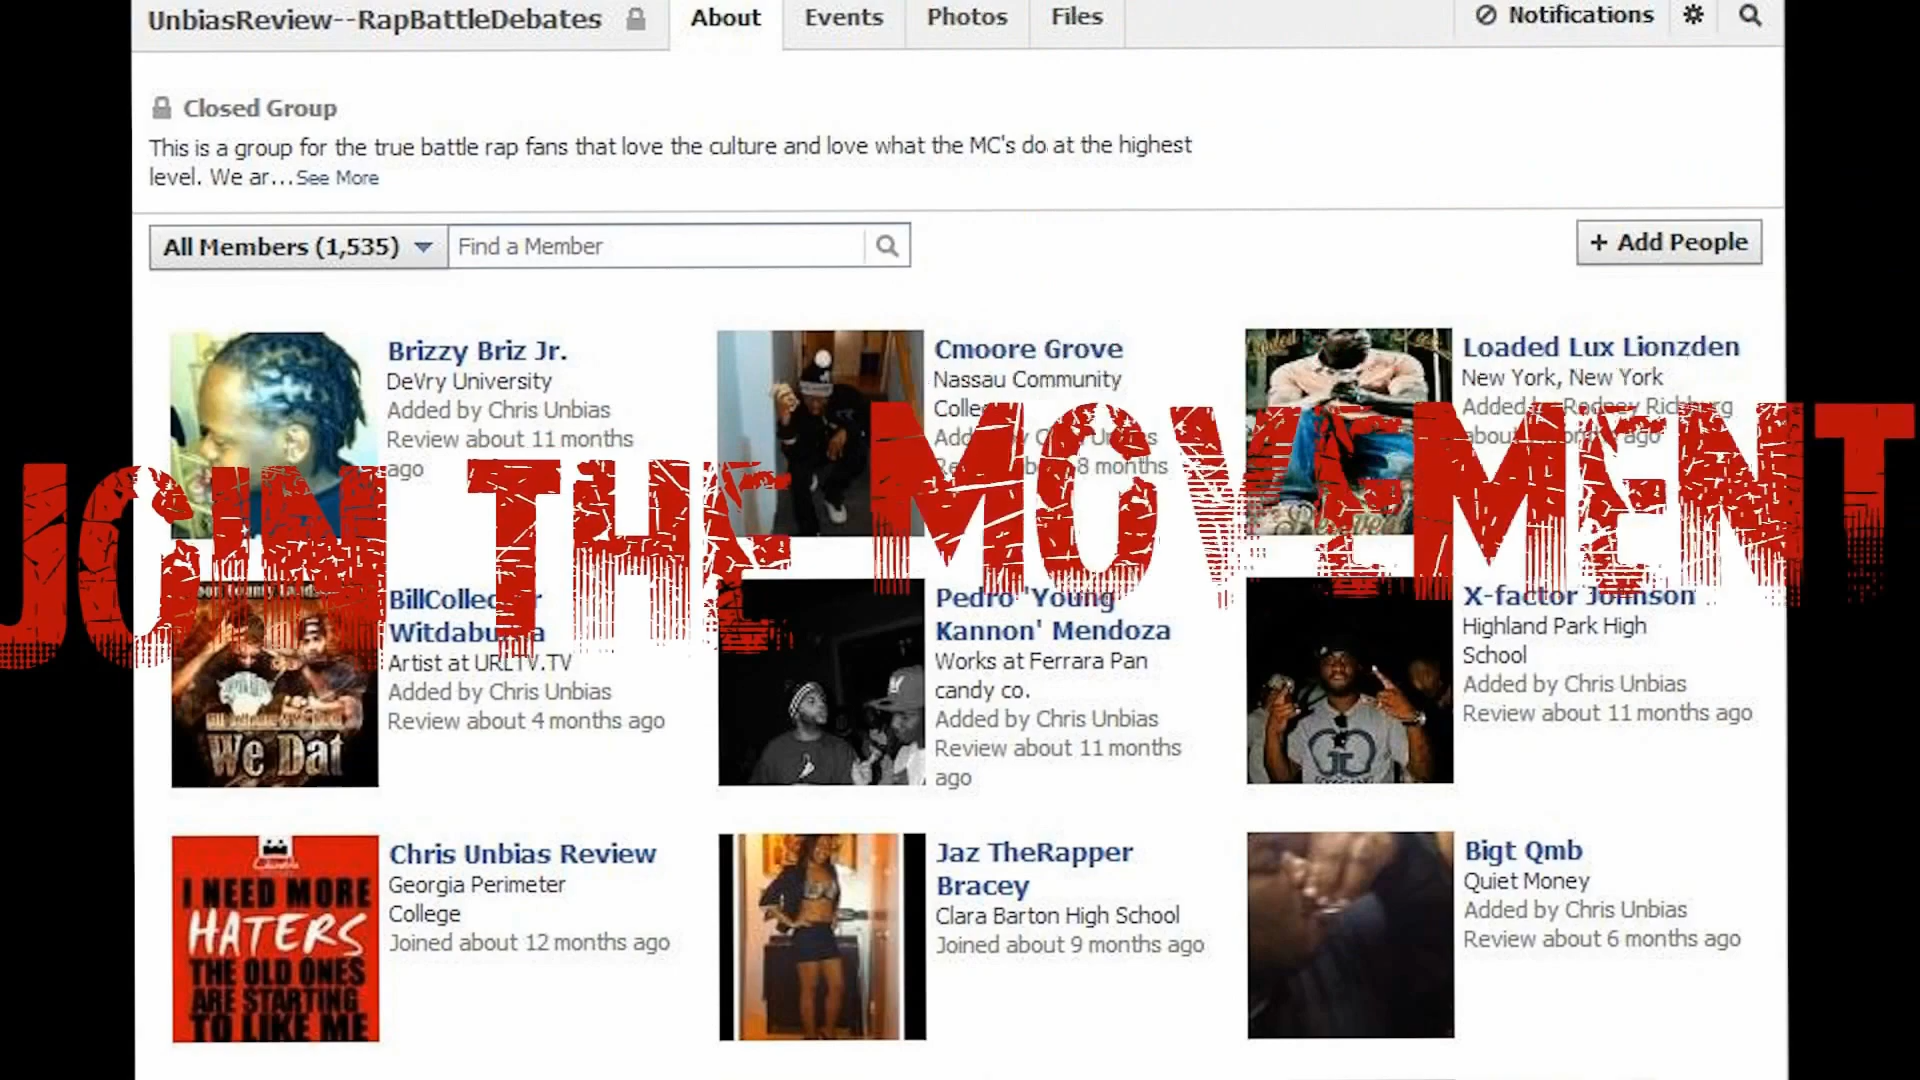 UnbiasReview--RapBattleDebates
About
Events
Photos
Files
Notifications
Closed Group
This is a group for the true battle rap fans that love the culture and love what the MC's do at the highest
level. We ar...See More
All Members (1,535)
Find a Member
+ Add People
Brizzy Briz Jr.
DeVry University
Added by Chris Unbias
Review about 11 months
ago
Cmoore Grove
Nassau Community
8 months
Loaded Lux Lionzden
New York, New York
Added by Rodney
ago
JOIN THE MOVEMENT
Witdabu
Artist at URLTV.TV
Added by Chris Unbias
Review about 4 months ago
We Dat
Pedro 'Young
Kannon' Mendoza
Works at Ferrara Pan
candy co.
Added by Chris Unbias
Review about 11 months
ago
X-factor Johnson
Highland Park High
School
Added by Chris Unbias
Review about 11 months ago
I NEED MORE
HATERS
THE OLD ONES
ARE STARTING
TO LIKE ME
Chris Unbias Review
Georgia Perimeter
College
Joined about 12 months ago
Jaz TheRapper
Bracey
Clara Barton High School
Joined about 9 months ago
Bigt Qmb
Quiet Money
Added by Chris Unbias
Review about 6 months ago